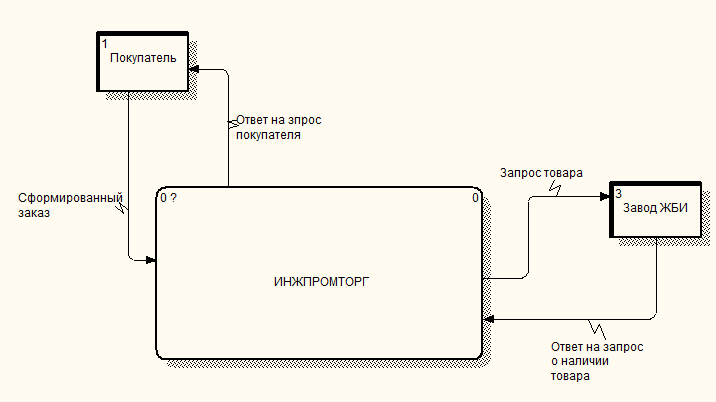 1
Покупатель
Ответ на зпрос
покупателя
Запрос товара
3
Завод ЖБИ
Сформированный
заказ
0 ?
0
ИНЖПРОМТОРГ
Ответ на запрос
о наличии
товара